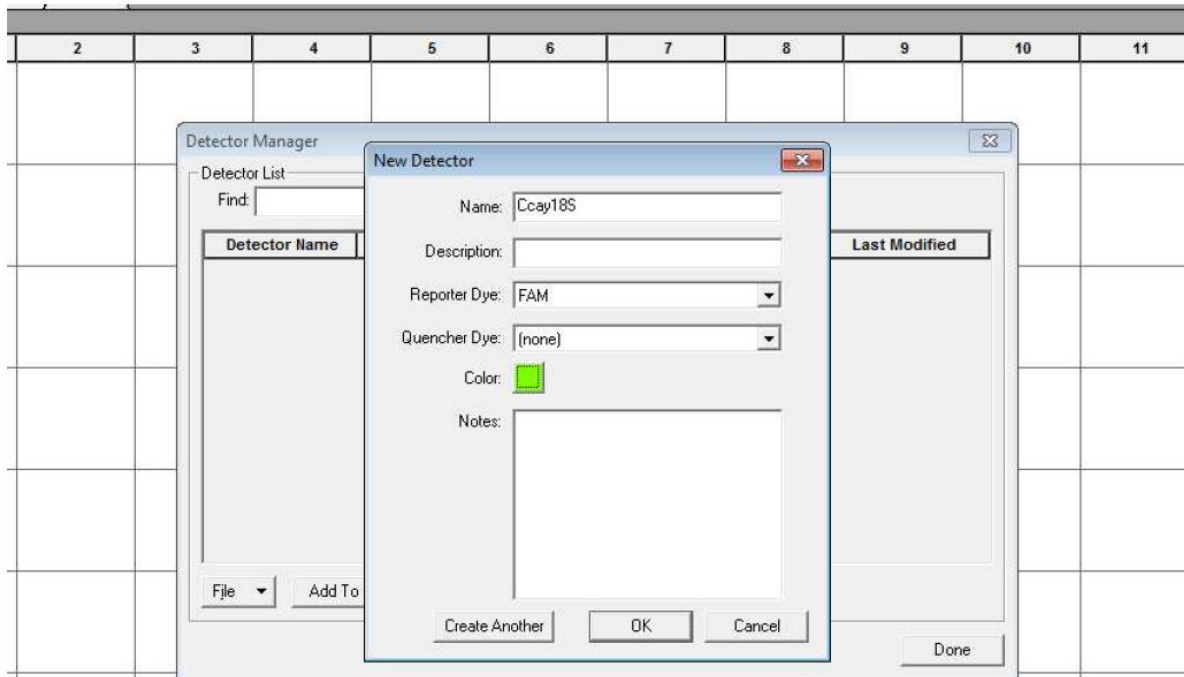 2 3 4 5 6 7 8 9 10 11
Detector Manager
New Detector
Detector List
Find:
Name: Ccay18S
Detector Name Last Modified
Description:
Reporter Dye: FAM
Quencher Dye: (none)
Color:
Notes:
File Add To
Create Another OK Cancel
Done